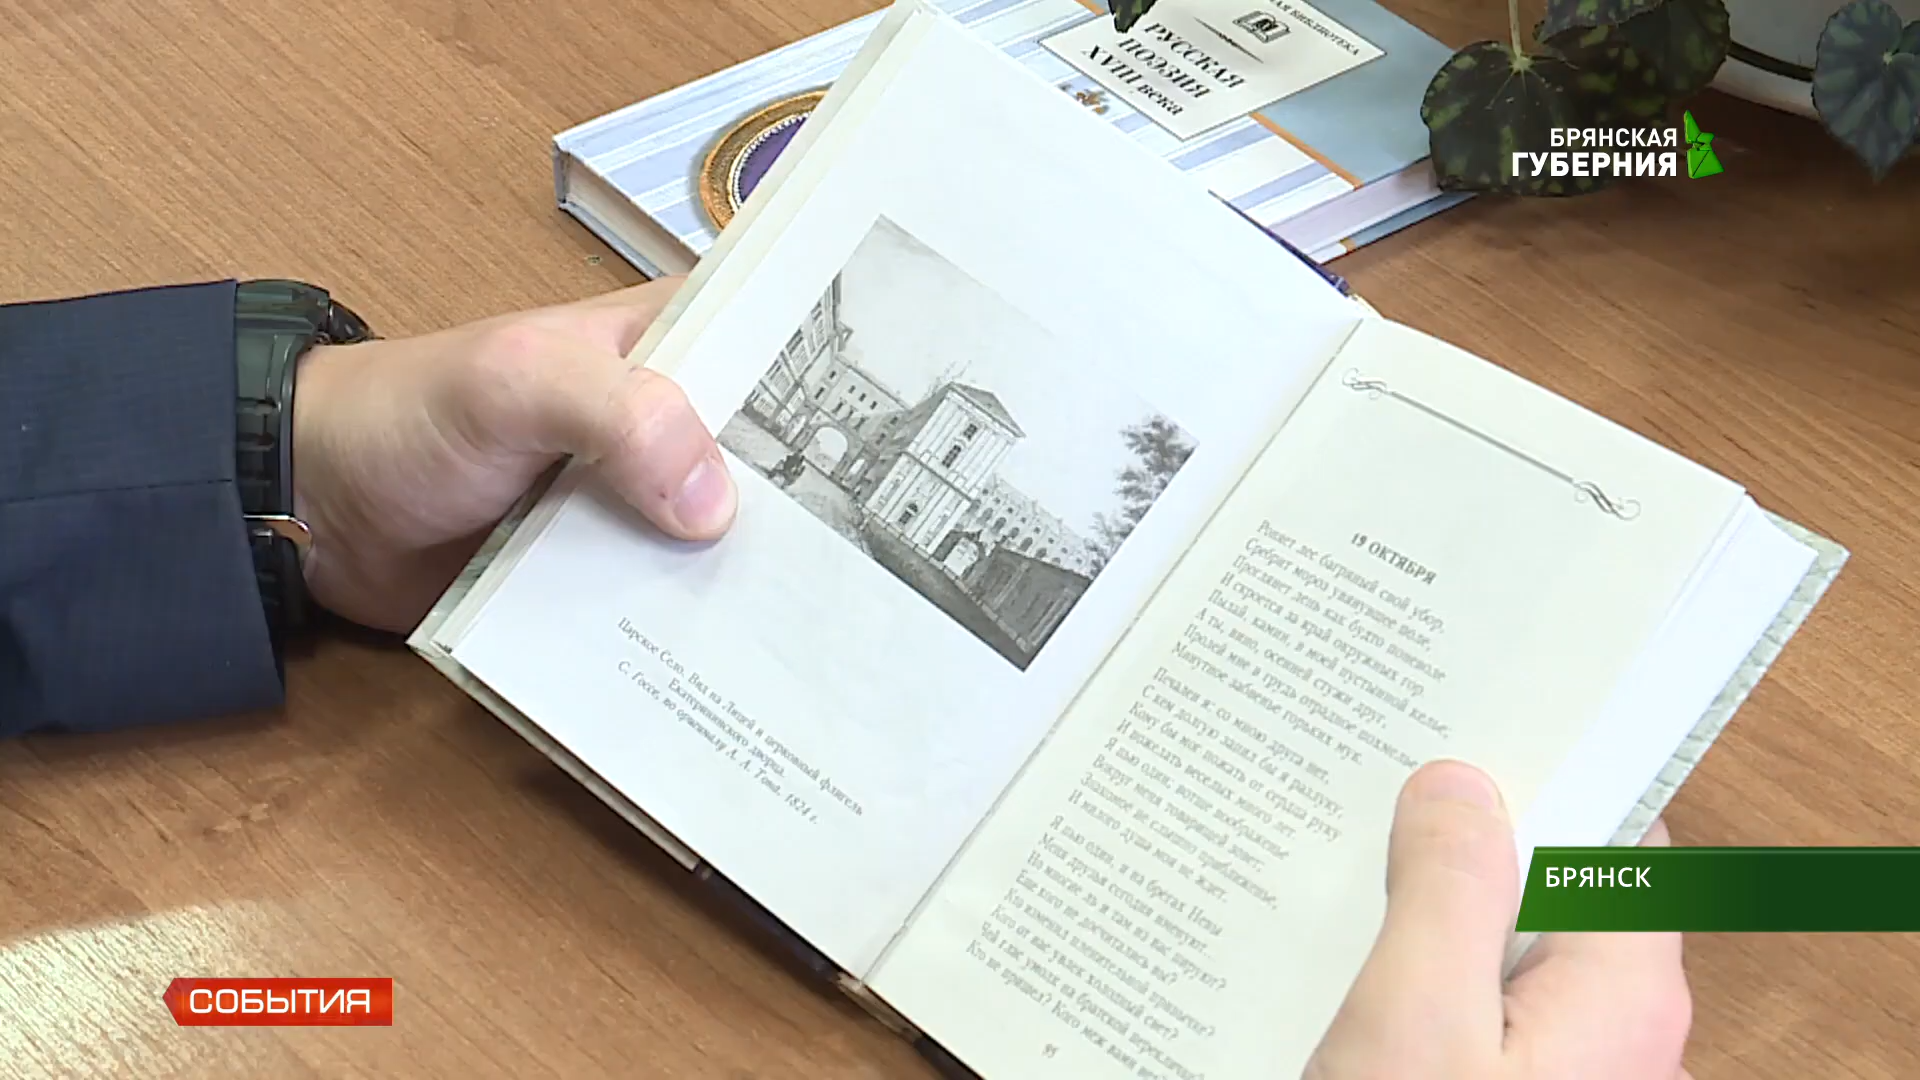 НАЯ БИБЛИОТЕКА
РУССКАЯ
ПОЭЗИЯ
XVIII века
БРЯНСКАЯ
ГУБЕРНИЯ
Царское Село. Вид на Лицей и церковный флигель
Екатерининского дворца.
С. Госсе, по оригиналу А. А. Тона. 1824 г.
19 ОКТЯБРЯ
Роняет лес багряный свой убор,
Сребрит мороз увянувшее поле,
Проглянет день как будто поневоле
И скроется за край окружных гор.
Пылай, камин, в моей пустынной келье;
А ты, вино, осенней стужи друг,
Пролей мне в грудь отрадное похмелье,
Минутное забвенье горьких мук.
Печален я: со мною друга нет,
С кем долгую запил бы я разлуку,
Кому бы мог пожать от сердца руку
И пожелать веселых много лет.
Я пью один; вотще воображенье
Вокруг меня товарищей зовет;
Знакомое не слышно приближенье,
И милого душа моя не ждет.
Я пью один, и на брегах Невы
Меня друзья сегодня именуют...
Но многие ль и там из вас пируют?
Еще кого не досчитались вы?
Кто изменил пленительной привычке?
Кого от вас увлек холодный свет?
Чей глас умолк на братской перекличке?
Кто не пришел? Кого меж вами нет?
95
БРЯНСК
СОБЫТИЯ